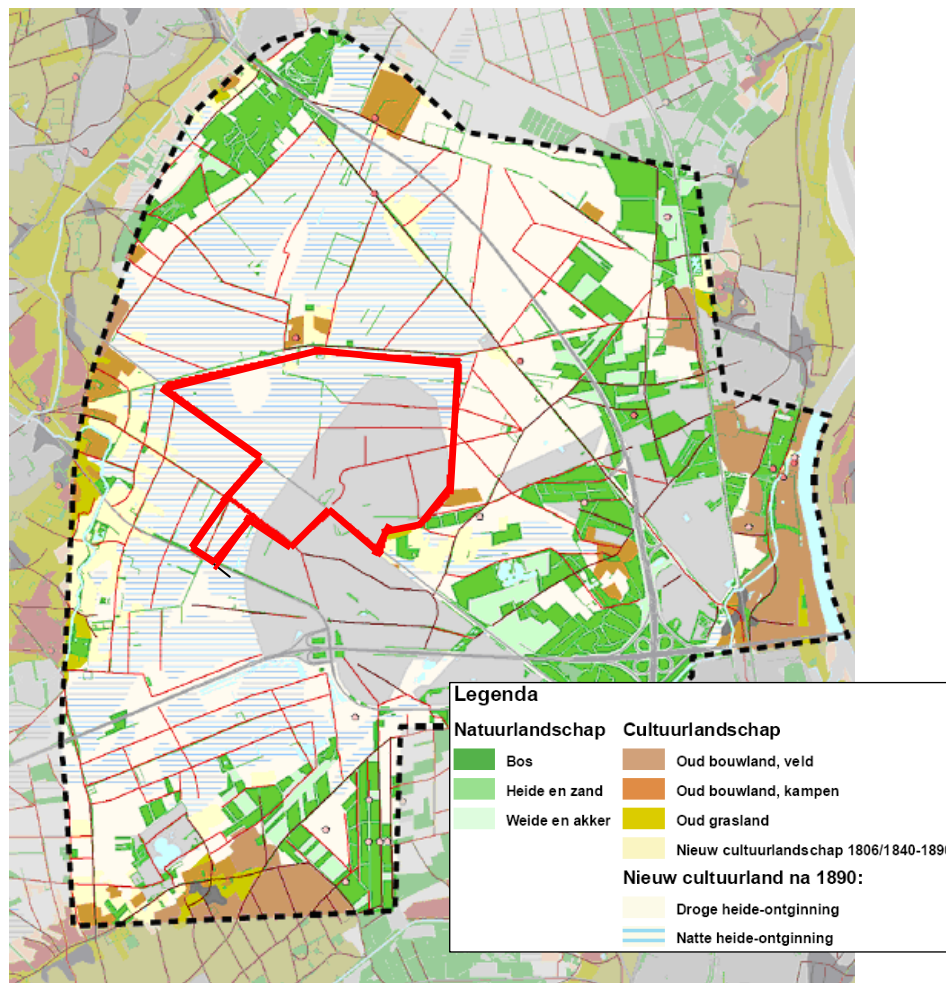 Legenda
Natuurlandschap
Bos
Heide en zand
Weide en akker
Cultuurlandschap
Oud bouwland, veld
Oud bouwland, kampen
Oud grasland
Nieuw cultuurlandschap 1806/1840-1890
Nieuw cultuurland na 1890:
Droge heide-ontginning
Natte heide-ontginning